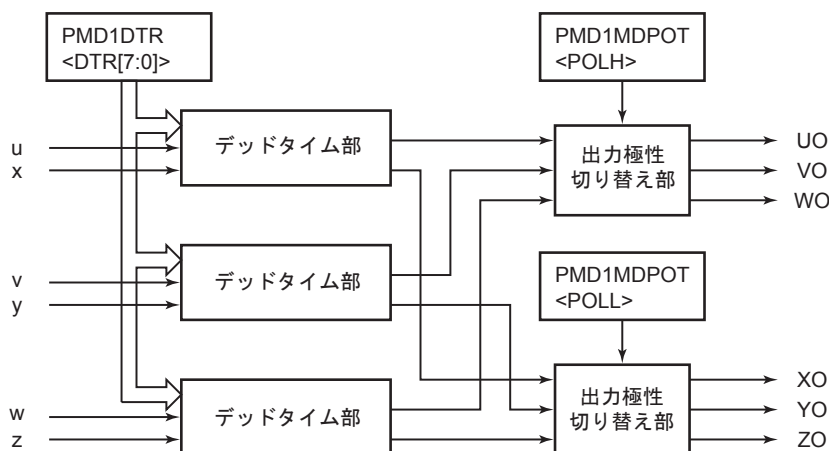 PMD1DTR
<DTR[7:0]>
PMD1MDPOT
<POLH>
u
x
デッドタイム部
出力極性
切り替え部
UO
VO
WO
v
y
デッドタイム部
PMD1MDPOT
<POLL>
w
z
デッドタイム部
出力極性
切り替え部
XO
YO
ZO